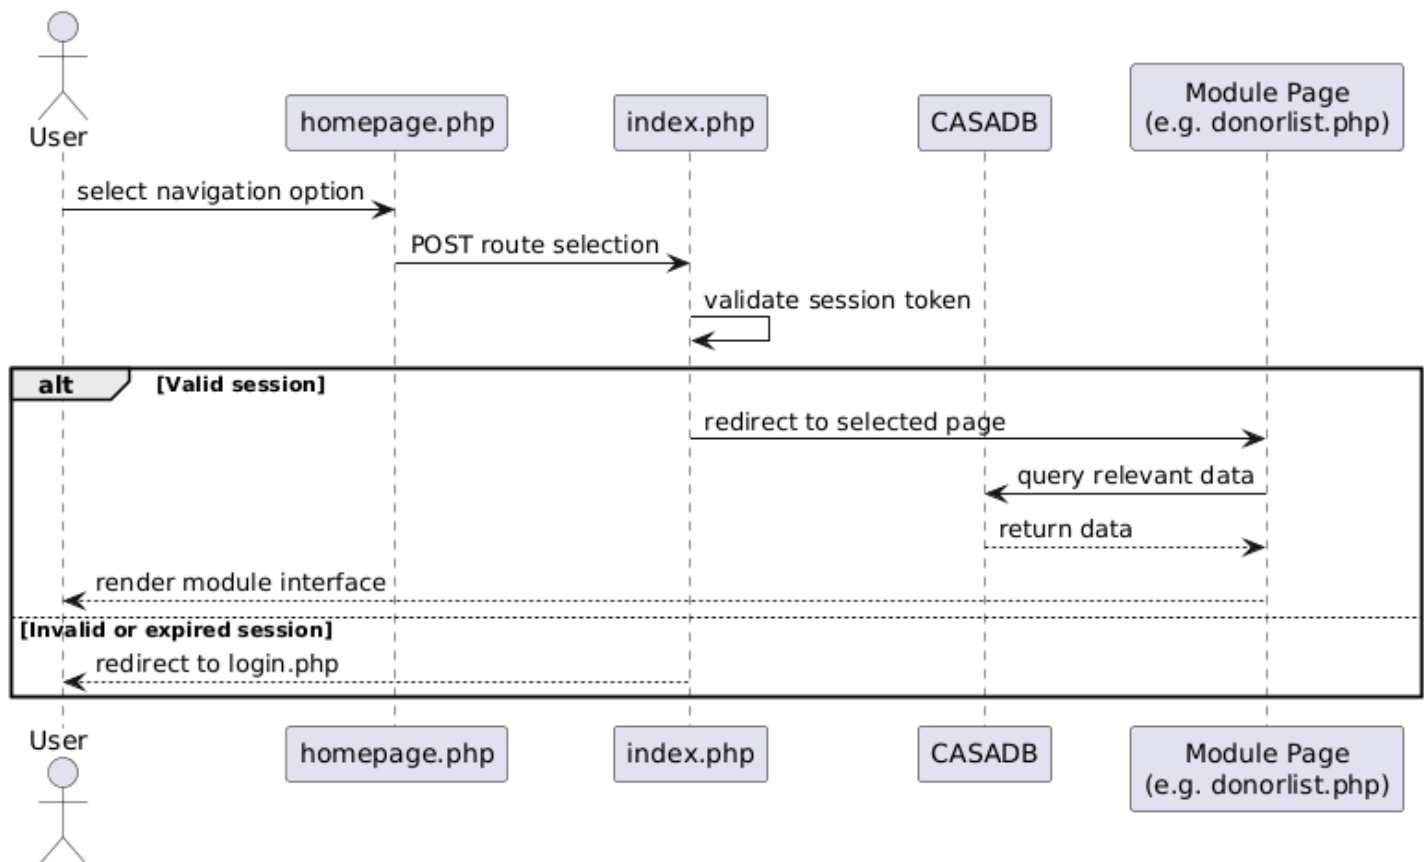 User
homepage.php
index.php
CASADB
Module Page
(e.g. donorlist.php)
select navigation option
POST route selection
validate session token
alt
[Valid session]
redirect to selected page
query relevant data
return data
render module interface
[Invalid or expired session]
redirect to login.php
User
homepage.php
index.php
CASADB
Module Page
(e.g. donorlist.php)